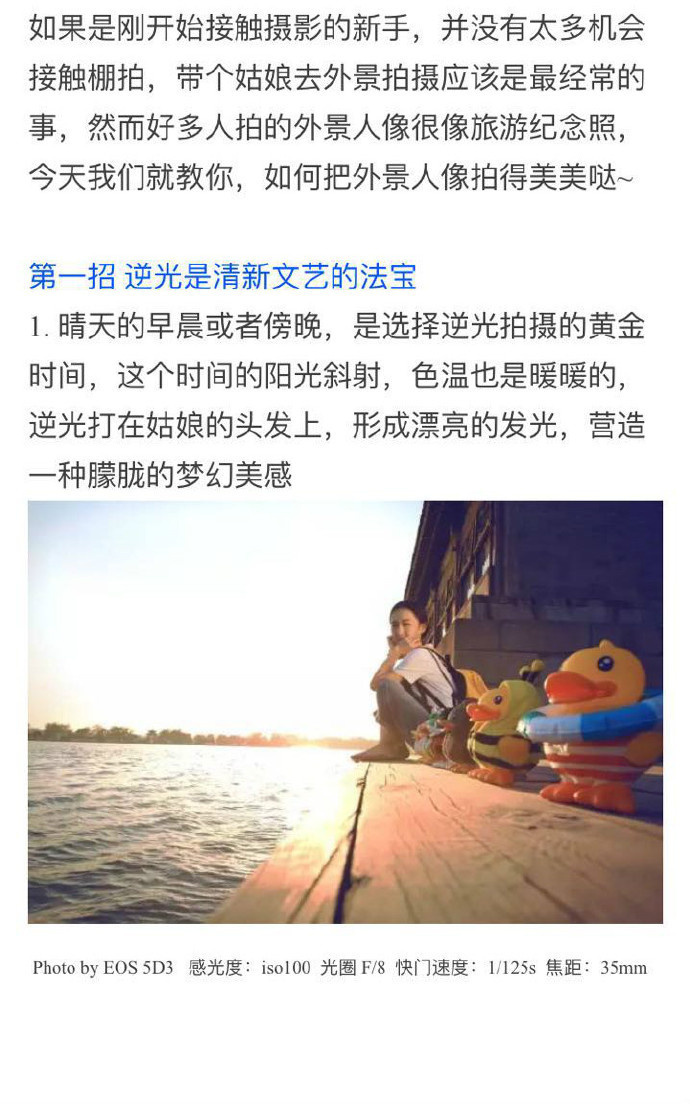 如果是刚开始接触摄影的新手，并没有太多机会
接触棚拍，带个姑娘去外景拍摄应该是最经常的
事，然而好多人拍的外景人像很像旅游纪念照，
今天我们就教你，如何把外景人像拍得美美哒~
第一招 逆光是清新文艺的法宝
1. 晴天的早晨或者傍晚，是选择逆光拍摄的黄金
时间，这个时间的阳光斜射，色温也是暖暖的，
逆光打在姑娘的头发上，形成漂亮的发光，营造
一种朦胧的梦幻美感
Photo by EOS 5D3 感光度：iso100 光圈 F/8 快门速度：1/125s 焦距：35mm